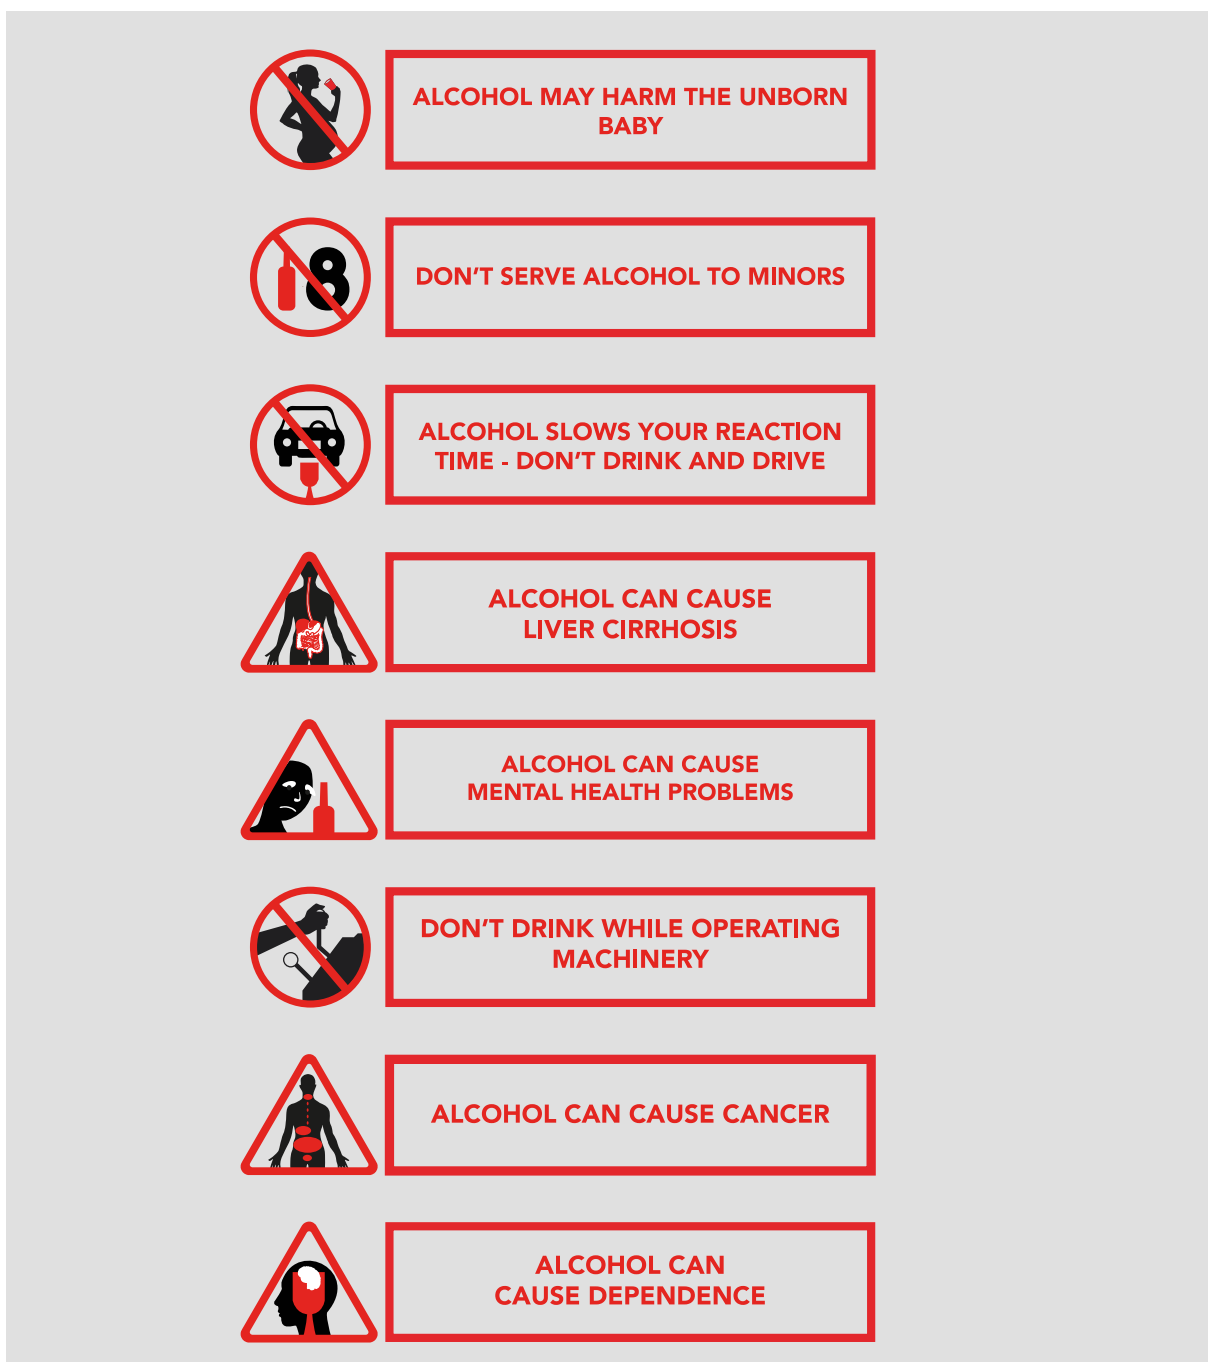 ALCOHOL MAY HARM THE UNBORN
BABY
18
DON'T SERVE ALCOHOL TO MINORS
ALCOHOL SLOWS YOUR REACTION
TIME - DON'T DRINK AND DRIVE
ALCOHOL CAN CAUSE
LIVER CIRRHOSIS
ALCOHOL CAN CAUSE
MENTAL HEALTH PROBLEMS
DON'T DRINK WHILE OPERATING
MACHINERY
ALCOHOL CAN CAUSE CANCER
ALCOHOL CAN
CAUSE DEPENDENCE